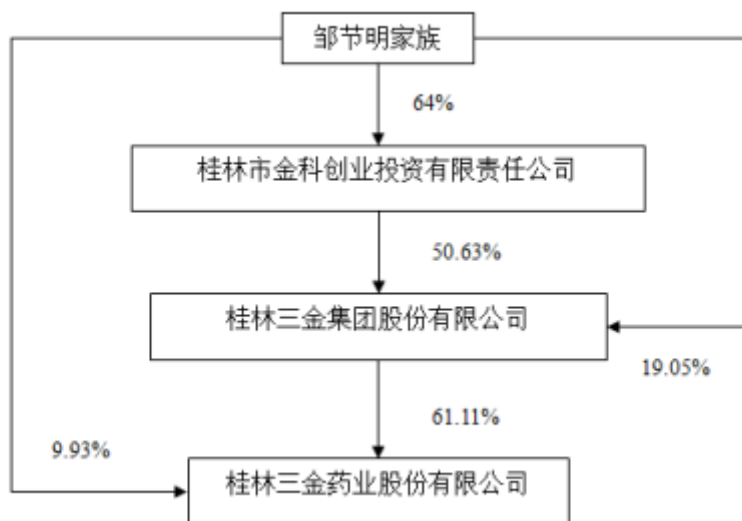 邹节明家族
64%
桂林市金科创业投资有限责任公司
50.63%
桂林三金集团股份有限公司
19.05%
61.11%
9.93%
桂林三金药业股份有限公司